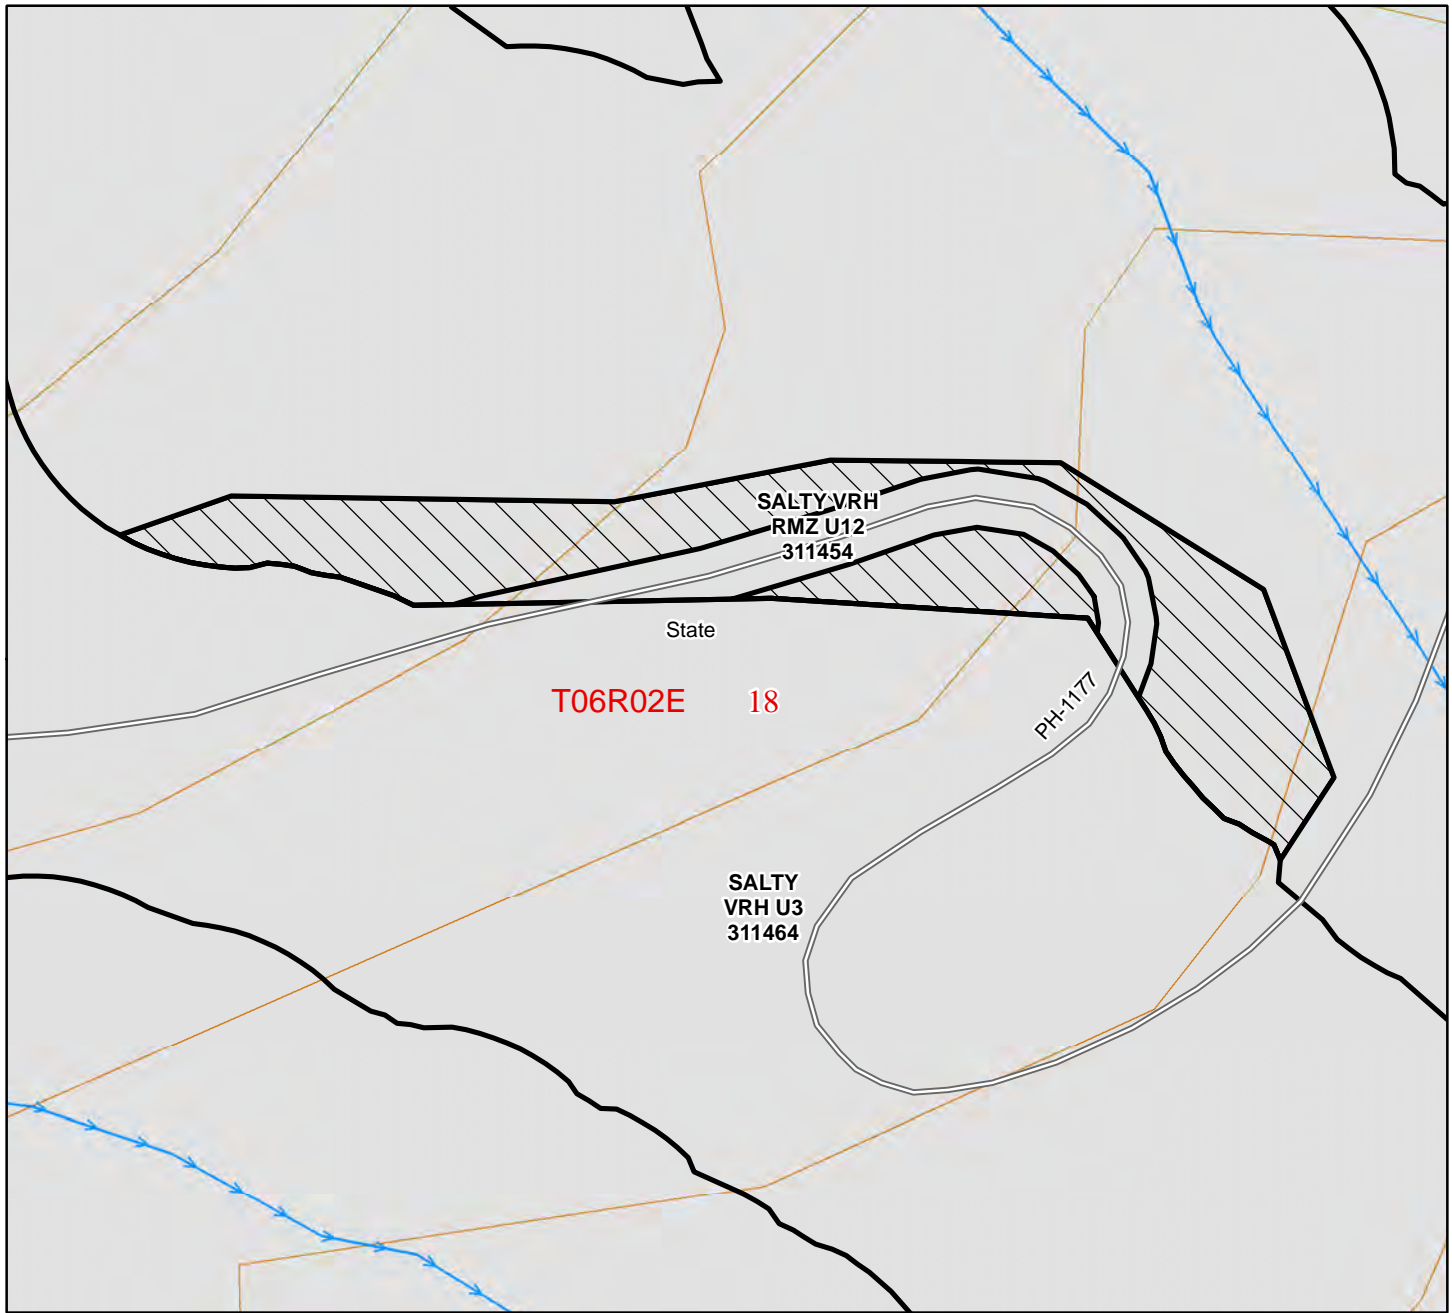 SALTY VRH
RMZ U12
311454
State
T06R02E 18
PH-1177
SALTY
VRH U3
311464